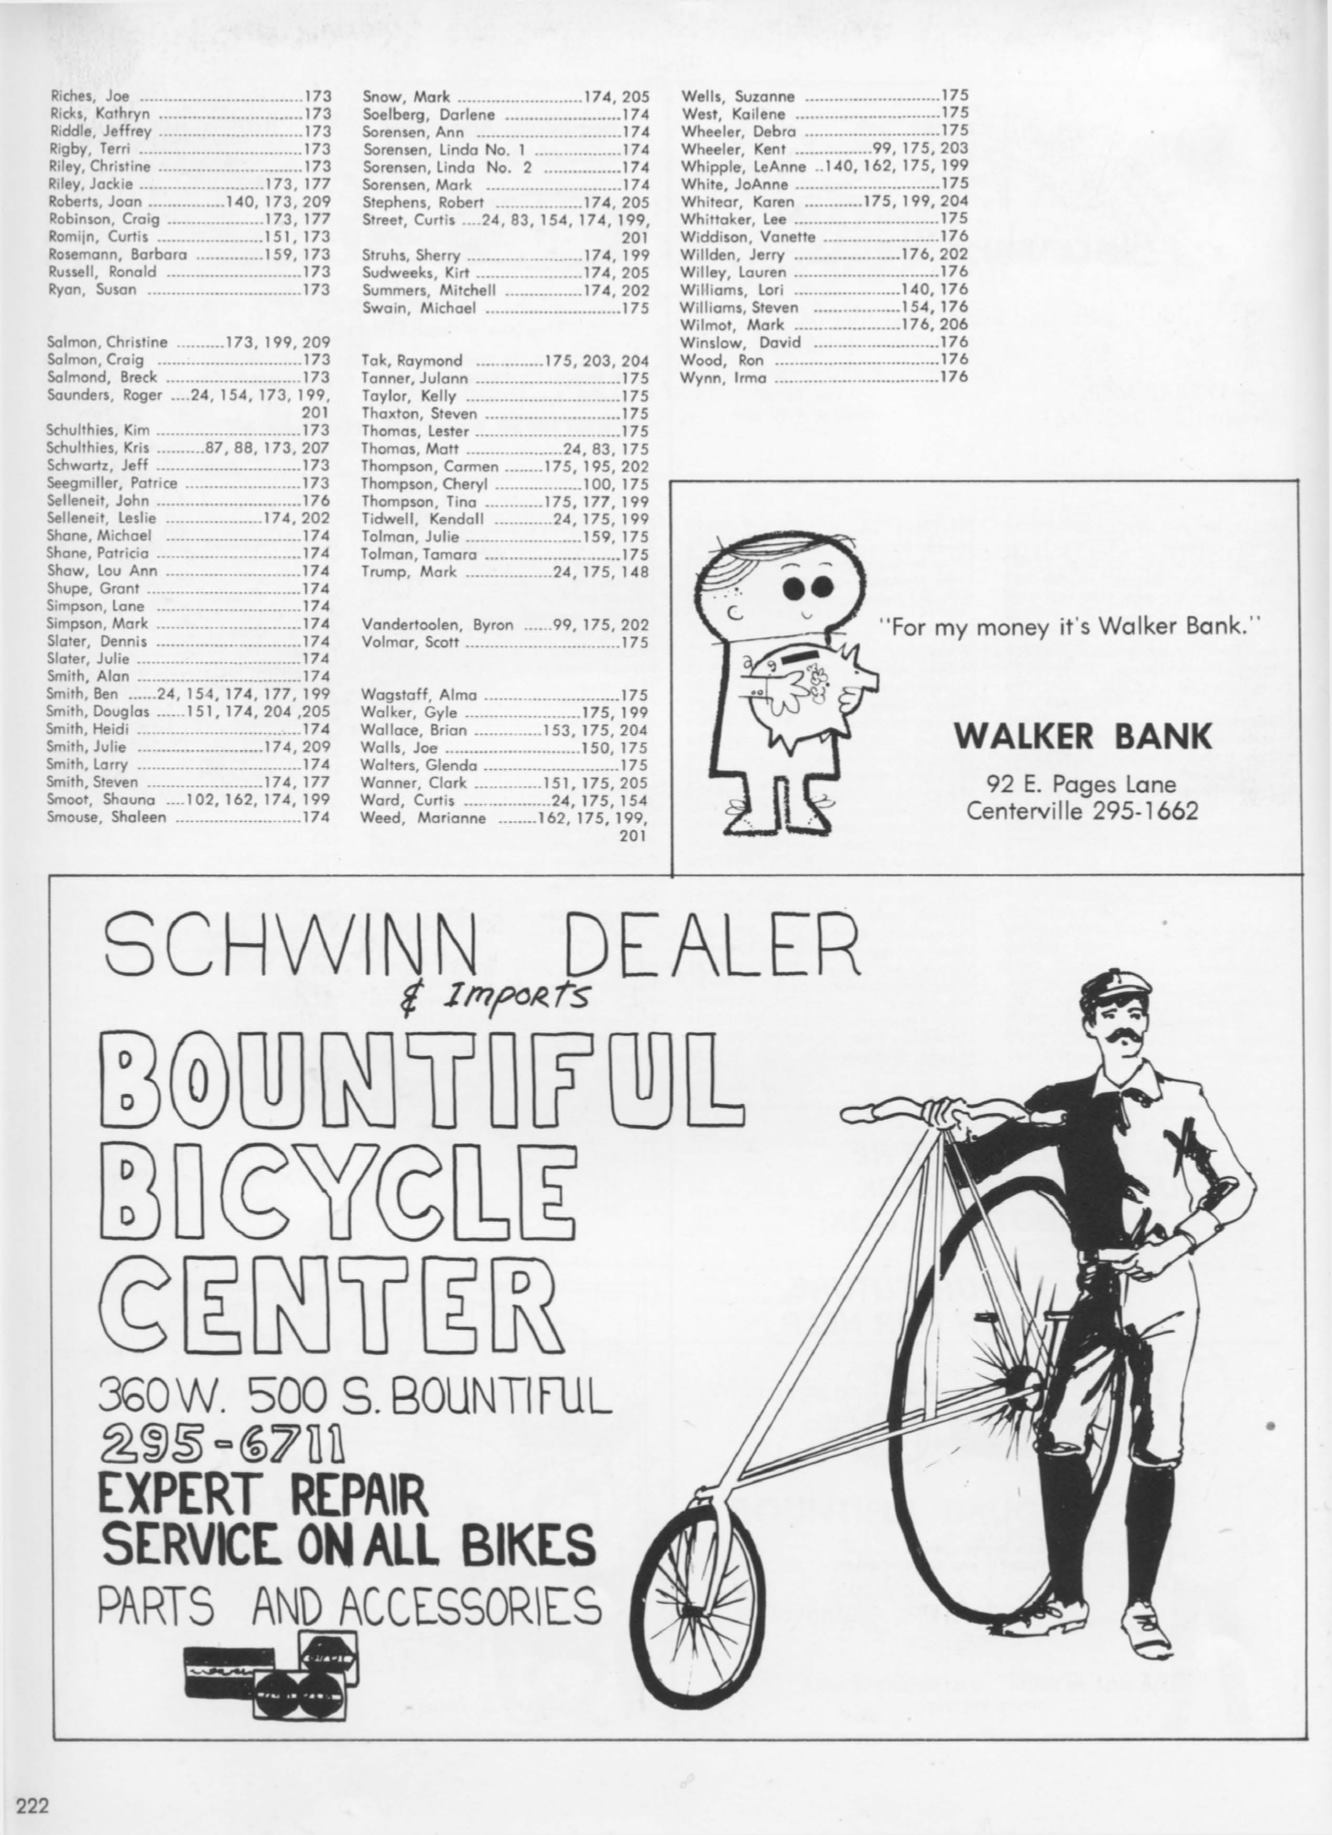 Riches, Joe ................................173
Ricks, Kathryn ............................173
Riddle, Jeffrey .............................173
Rigby, Terri .................................173
Riley, Christine .............................173
Riley, Jackie ........................173, 177
Roberts, Joan ...............140, 173, 209
Robinson, Craig ...................173, 177
Romijn, Curtis .....................151, 173
Rosemann, Barbara .............159, 173
Russell, Ronald ...........................173
Ryan, Susan ...............................173
Salmon, Christine ..........173, 199, 209
Salmon, Craig ............................173
Salmond, Breck ...........................173
Saunders, Roger ....24, 154, 173, 199,
201
Schulthies, Kim ............................173
Schulthies, Kris ..........87, 88, 173, 207
Schwartz, Jeff ..............................173
Seegmiller, Patrice .......................173
Selleneit, John .............................176
Selleneit, Leslie ...................174, 202
Shane, Michael ...........................174
Shane, Patricia ............................174
Shaw, Lou Ann ...........................174
Shupe, Grant ..............................174
Simpson, Lane ............................174
Simpson, Mark ............................174
Slater, Dennis ..............................174
Slater, Julie ................................174
Smith, Alan ................................174
Smith, Ben ......24, 154, 174, 177, 199
Smith, Douglas ......151, 174, 204 ,205
Smith, Heidi ...............................174
Smith, Julie .........................174, 209
Smith, Larry ...............................174
Smith, Steven .......................174, 177
Smoot, Shauna ....102, 162, 174, 199
Smouse, Shaleen .........................174
Snow, Mark .........................174, 205
Soelberg, Darlene .......................174
Sorensen, Ann ............................174
Sorensen, Linda No. 1 .................174
Sorensen, Linda No. 2 ................174
Sorensen, Mark ...........................174
Stephens, Robert ..................174, 205
Street, Curtis ....24, 83, 154, 174, 199,
201
Struhs, Sherry .......................174, 199
Sudweeks, Kirt .....................174, 205
Summers, Mitchell ................174, 202
Swain, Michael ...........................175
Tak, Raymond .............175, 203, 204
Tanner, Julann .............................175
Taylor, Kelly ................................175
Thaxton, Steven ...........................175
Thomas, Lester .............................175
Thomas, Matt ...................24, 83, 175
Thompson, Carmen ........175, 195, 202
Thompson, Cheryl .................100, 175
Thompson, Tina ...........175, 177, 199
Tidwell, Kendall ...........24, 175, 199
Tolman, Julie .......................159, 175
Tolman, Tamara ...........................175
Trump, Mark .................24, 175, 148
Vandertoolen, Byron ......99, 175, 202
Volmar, Scott ...............................175
Wagstaff, Alma ...........................175
Walker, Gyle .......................175, 199
Wallace, Brian .............153, 175, 204
Walls, Joe ...........................150, 175
Walters, Glenda ...........................175
Wanner, Clark .............151, 175, 205
Ward, Curtis .................24, 175, 154
Weed, Marianne ........162, 175, 199,
201
Wells, Suzanne ...........................175
West, Kailene .............................175
Wheeler, Debra ...........................175
Wheeler, Kent ................99, 175, 203
Whipple, LeAnne ..140, 162, 175, 199
White, JoAnne .............................175
Whitear, Karen ...........175, 199, 204
Whittaker, Lee .............................175
Widdison, Vanette .......................176
Willden, Jerry .......................176, 202
Willey, Lauren .............................176
Williams, Lori .......................140, 176
Williams, Steven ...................154, 176
Wilmot, Mark .......................176, 206
Winslow, David ...........................176
Wood, Ron .................................176
Wynn, Irma .................................176
"For my money it's Walker Bank."
WALKER BANK
92 E. Pages Lane
Centerville 295-1662
SCHWINN DEALER
& IMPORTS
BOUNTIFUL
BICYCLE
CENTER
360 W. 500 S. BOUNTIFUL
295-6711
EXPERT REPAIR
SERVICE ON ALL BIKES
PARTS AND ACCESSORIES
222